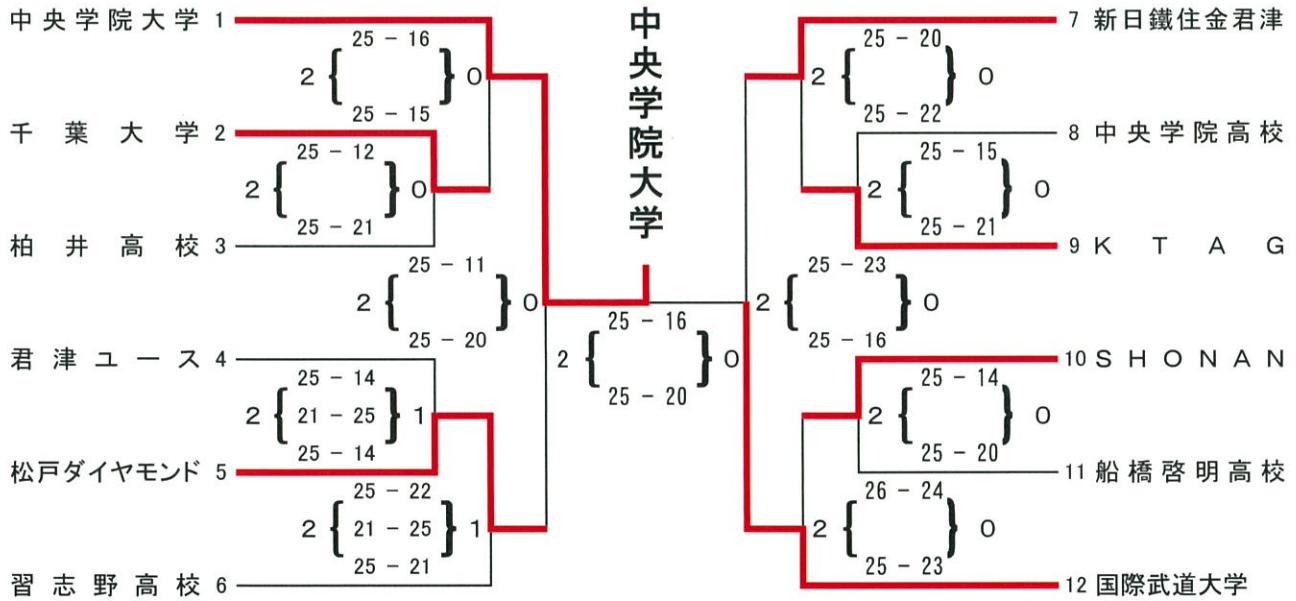 中央学院大学 1
25 - 16
2 { } 0
25 - 15
千葉大学 2
25 - 12
2 { } 0
25 - 21
柏井高校 3
25 - 11
2 { } 0
25 - 20
君津ユース 4
25 - 14
2 { 21 - 25 } 1
25 - 14
松戸ダイヤモンド 5
25 - 22
2 { 21 - 25 } 1
25 - 21
習志野高校 6
中央学院大学
25 - 16
2 { } 0
25 - 20
7 新日鐵住金君津
25 - 20
2 { } 0
25 - 22
8 中央学院高校
25 - 15
2 { } 0
25 - 21
9 KTAG
25 - 23
2 { } 0
25 - 16
10 SHONAN
25 - 14
2 { } 0
25 - 20
11 船橋啓明高校
26 - 24
2 { } 0
25 - 23
12 国際武道大学